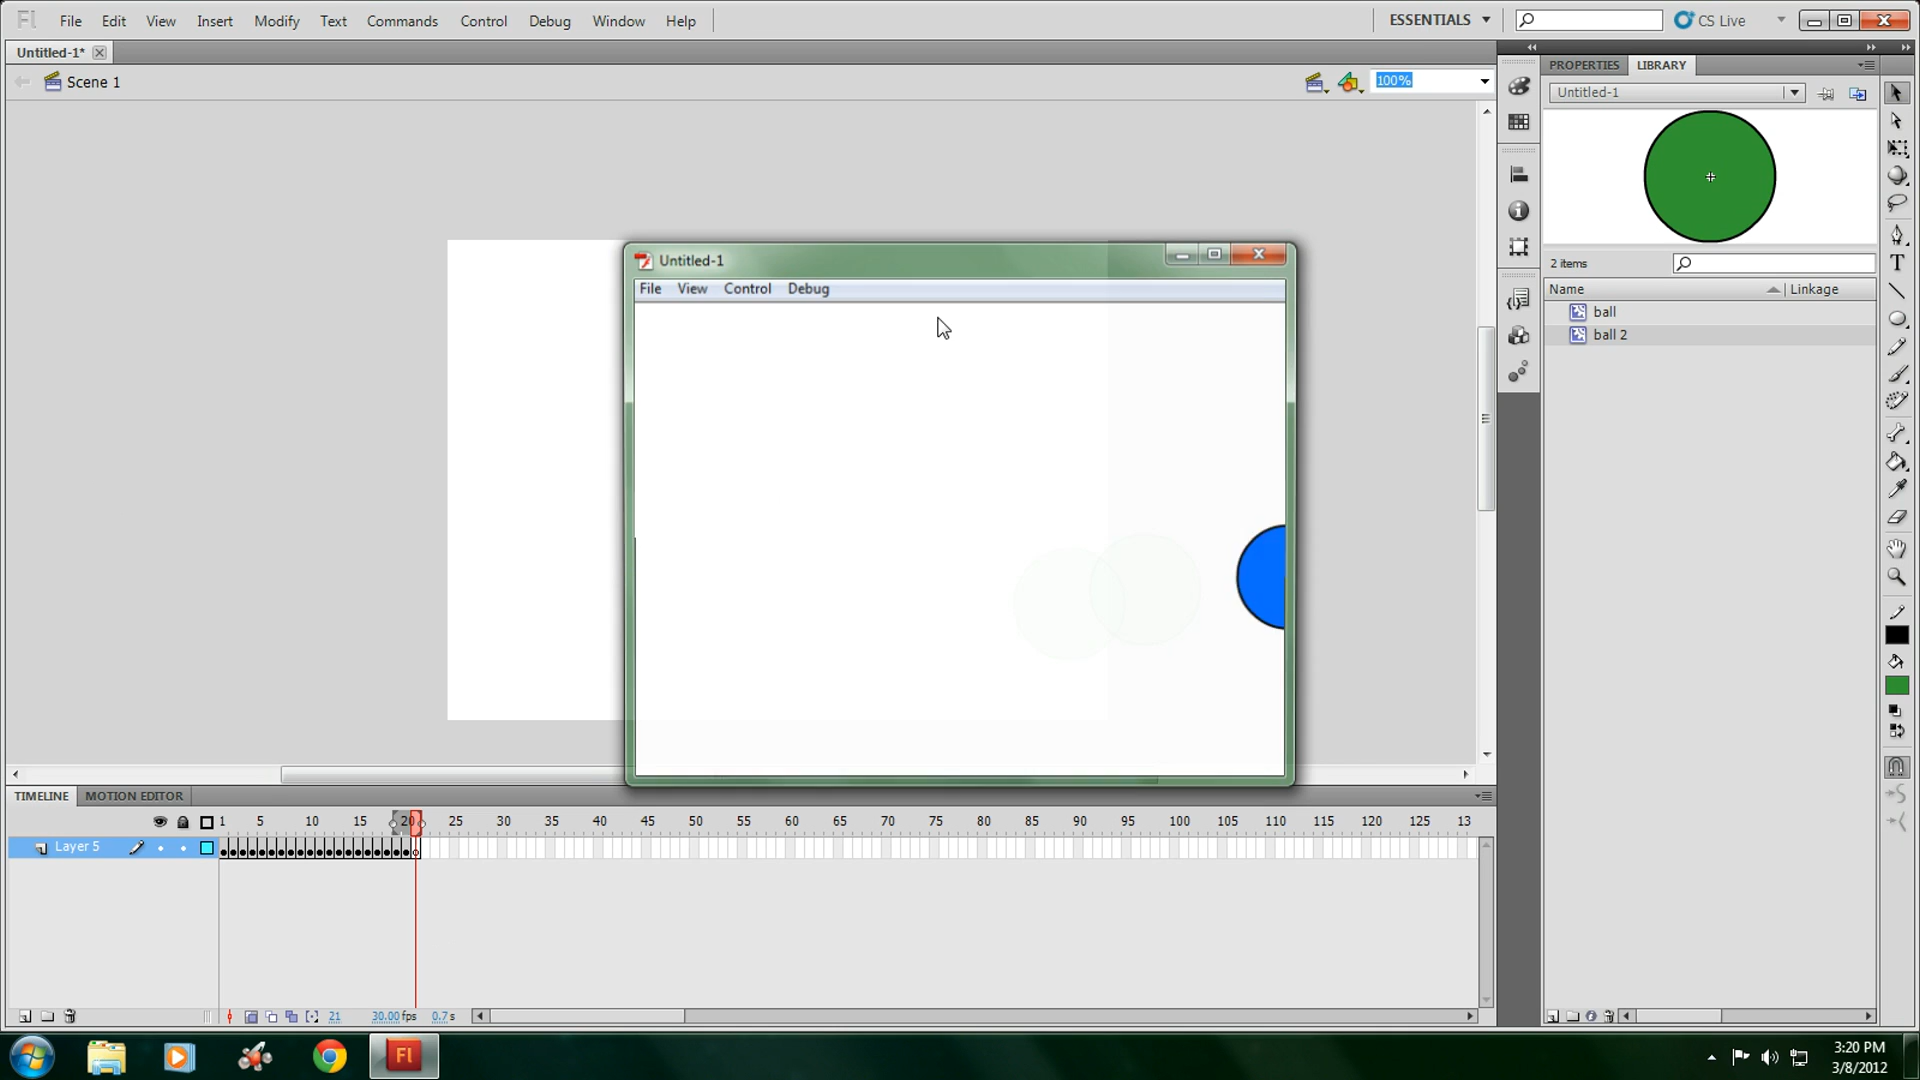 Fl File Edit View Insert Modify Text Commands Control Debug Window Help ESSENTIALS CS Live
Untitled-1*
Scene 1 100%
PROPERTIES LIBRARY
Untitled-1
2 items
Name Linkage
ball
ball 2
Untitled-1
File View Control Debug
TIMELINE MOTION EDITOR
1 5 10 15 20 25 30 35 40 45 50 55 60 65 70 75 80 85 90 95 100 105 110 115 120 125 13
Layer 5
21 30.00 fps 0.7 s
Fl
3:20 PM
3/8/2012